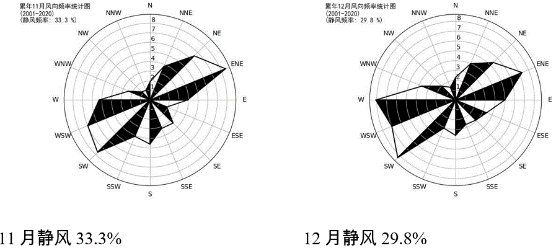 累年11月风向频率统计图
(2001-2020)
(静风频率: 33.3 %)
N
NNE
NE
ENE
E
ESE
SE
SSE
S
SSW
SW
WSW
W
WNW
NW
NNW
8
7
6
5
4
3
2
1
累年12月风向频率统计图
(2001-2020)
(静风频率: 29.8 %)
N
NNE
NE
ENE
E
ESE
SE
SSE
S
SSW
SW
WSW
W
WNW
NW
NNW
8
7
6
5
4
3
2
1
11 月静风 33.3%
12 月静风 29.8%